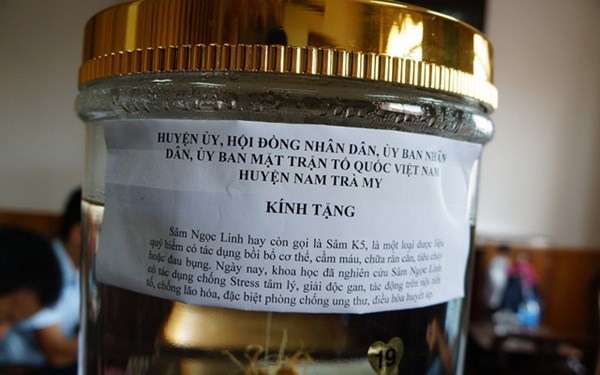 HUYỆN ỦY, HỘI ĐỒNG NHÂN DÂN, ỦY BAN NHÂN
DÂN, ỦY BAN MẶT TRẬN TỔ QUỐC VIỆT NAM
HUYỆN NAM TRÀ MY
KÍNH TẶNG
Sâm Ngọc Linh hay còn gọi là Sâm K5, là một loại dược liệu
quý hiếm có tác dụng bồi bổ cơ thể, cầm máu, chữa rắn cắn, tiêu chảy
hoặc đau bụng. Ngày nay, khoa học đã nghiên cứu Sâm Ngọc Linh
có tác dụng chống Stress tâm lý, giải độc gan, tác động trên nội tiết
tố, chống lão hóa, đặc biệt phòng chống ung thư, điều hòa huyết áp.
19